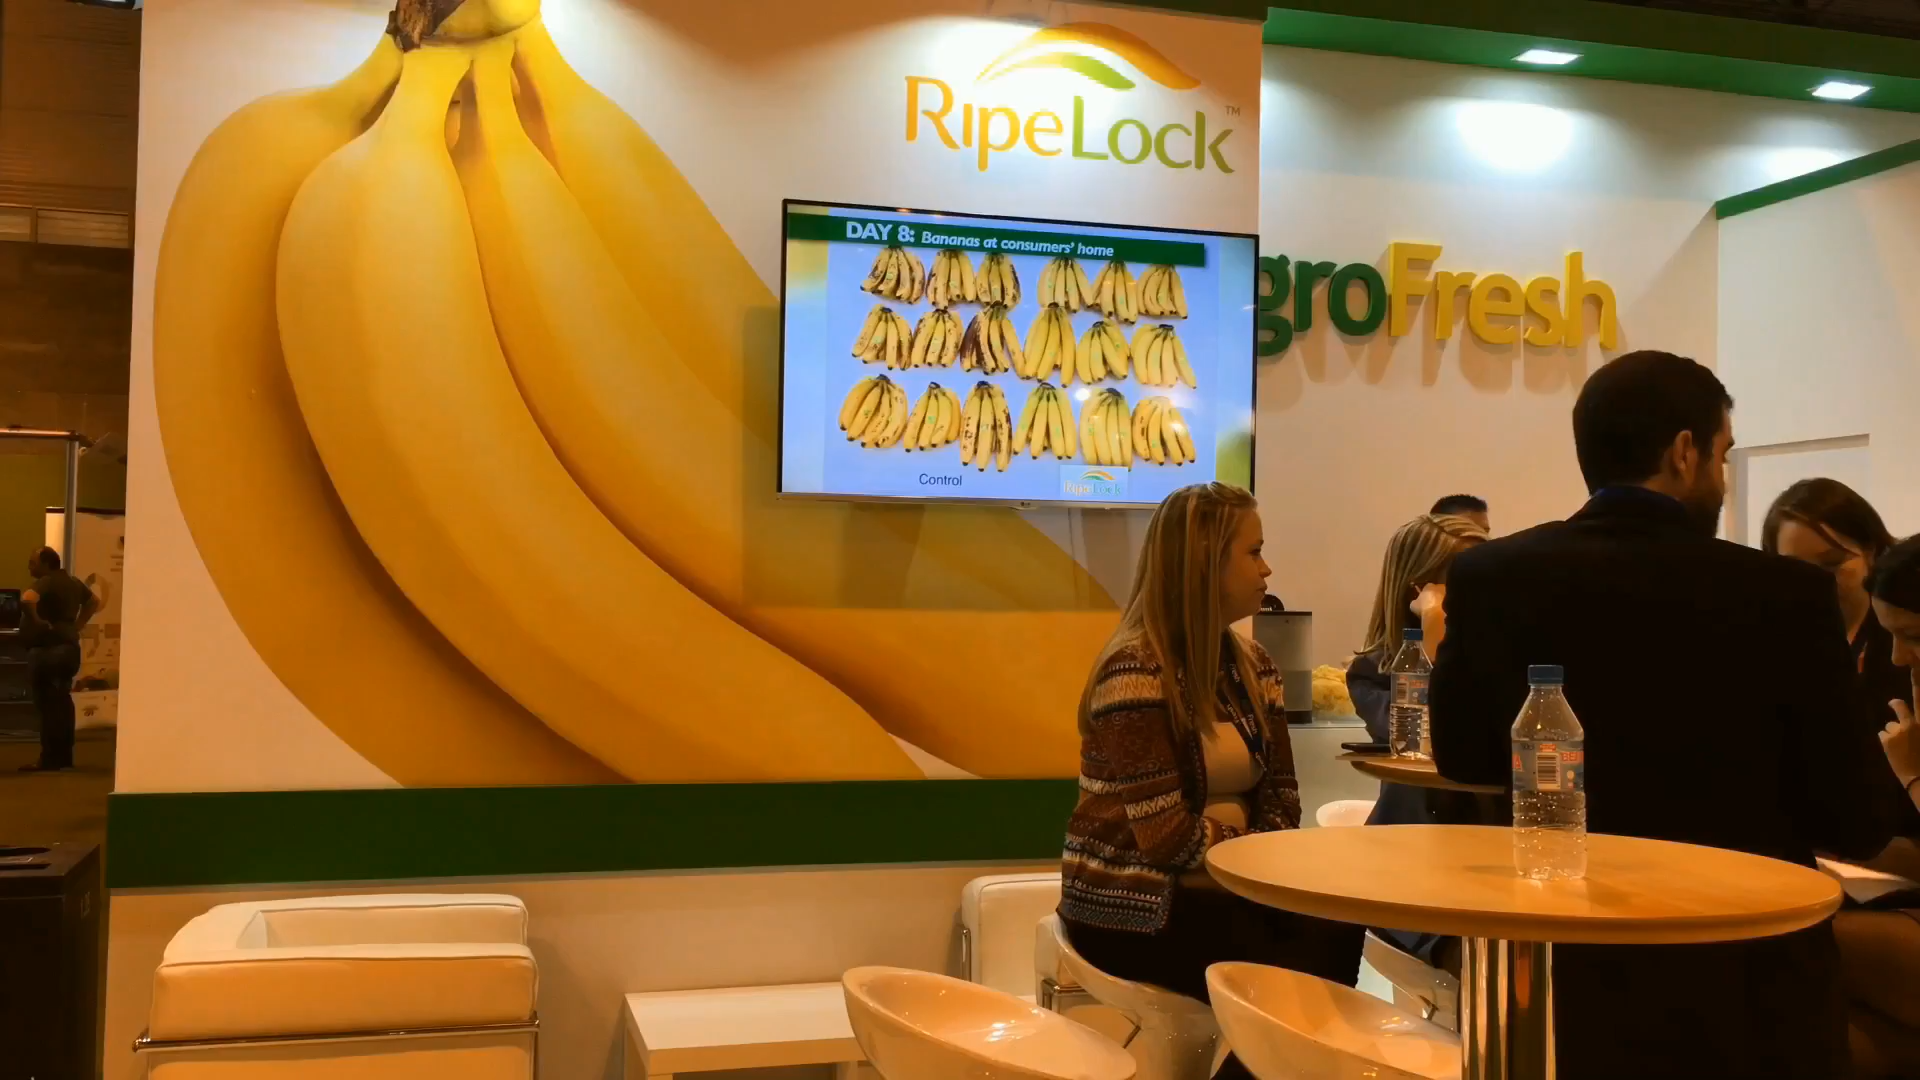 RipeLock™
DAY 8: Bananas at consumers' home
Control
RipeLock
groFresh